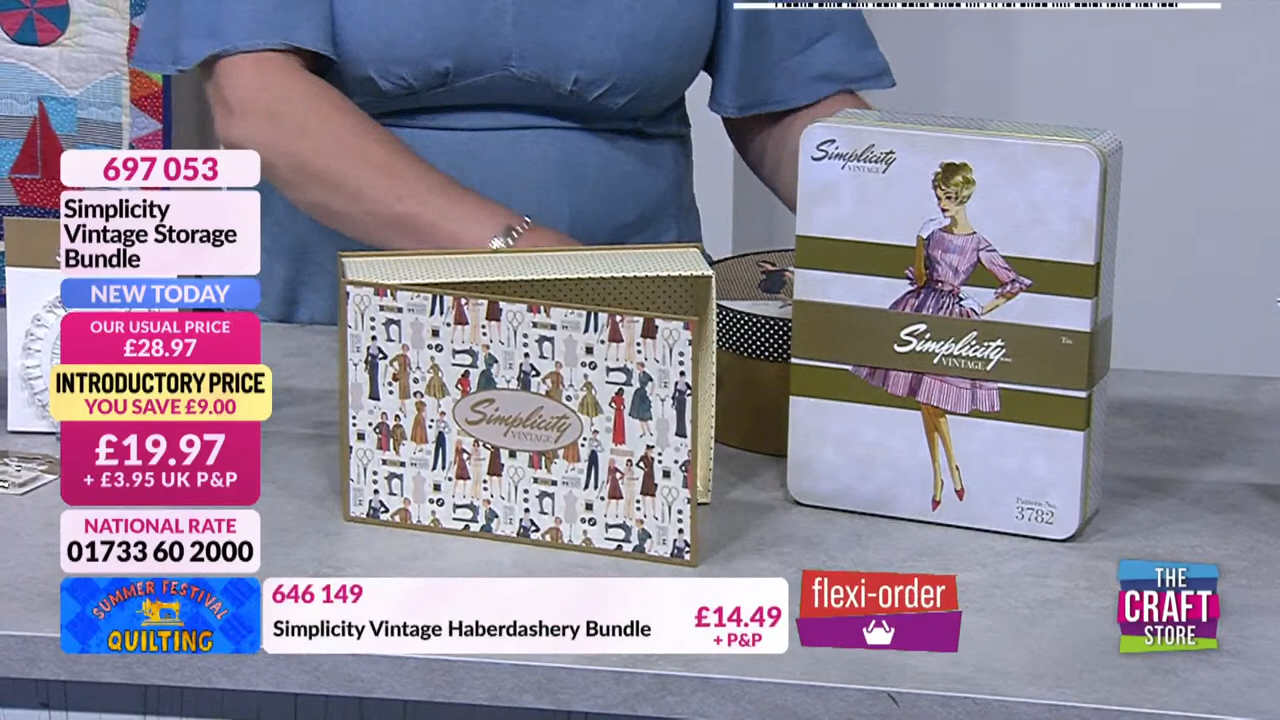 697 053
Simplicity
Vintage Storage
Bundle
NEW TODAY
OUR USUAL PRICE
£28.97
INTRODUCTORY PRICE
YOU SAVE £9.00
£19.97
+ £3.95 UK P&P
NATIONAL RATE
01733 60 2000
SUMMER FESTIVAL
QUILTING
646 149
Simplicity Vintage Haberdashery Bundle
£14.49
+ P&P
flexi-order
THE
CRAFT
STORE
Simplicity
VINTAGE
Simplicity
VINTAGE
Simplicity
VINTAGE
Pattern No.
3782